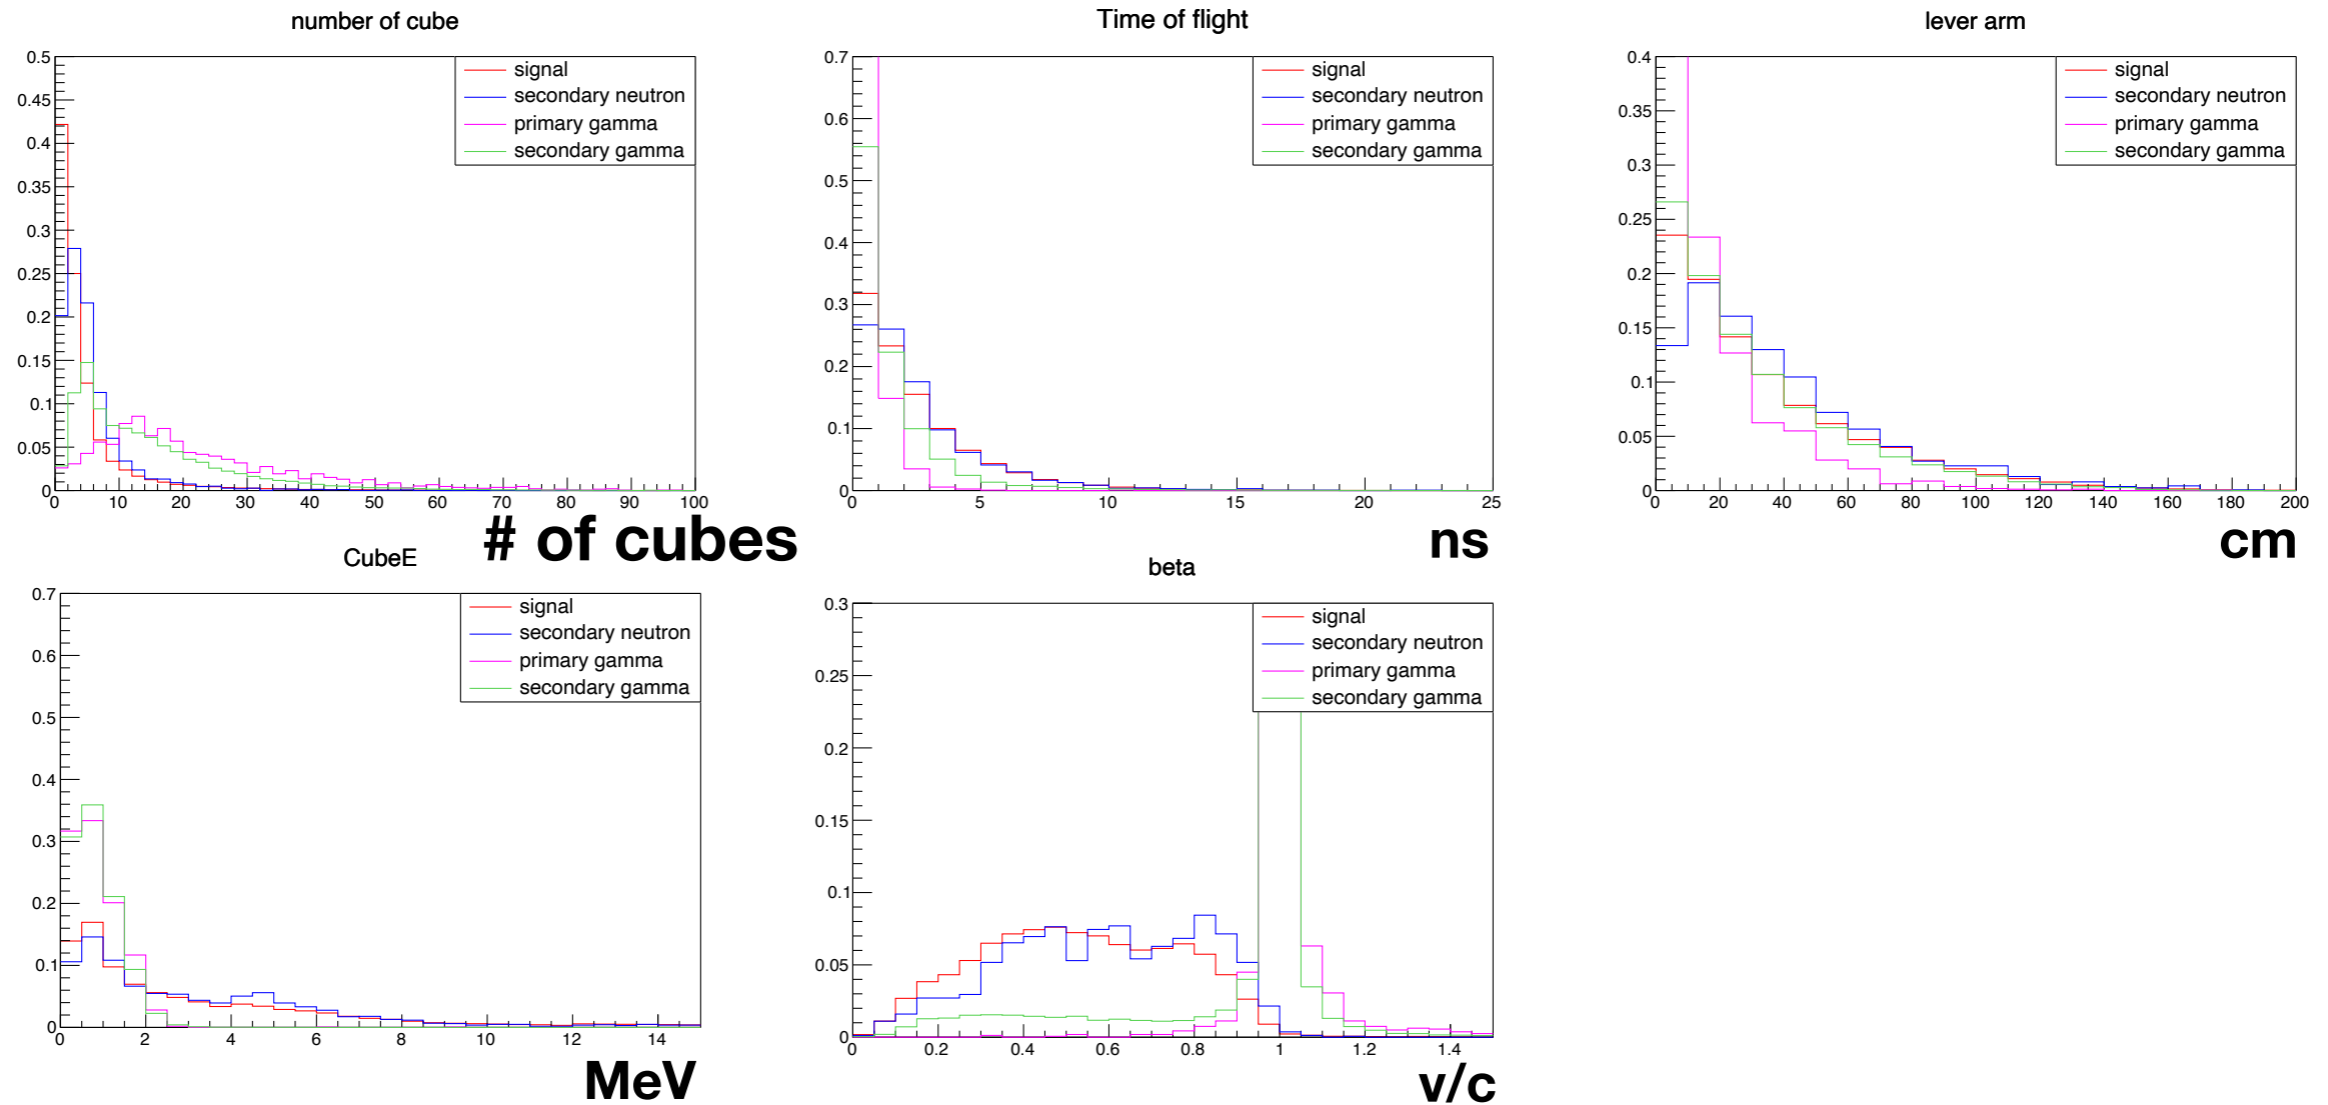 number of cube
signal
secondary neutron
primary gamma
secondary gamma
0.5
0.45
0.4
0.35
0.3
0.25
0.2
0.15
0.1
0.05
0
0 10 20 30 40 50 60 70 80 90 100
# of cubes
Time of flight
signal
secondary neutron
primary gamma
secondary gamma
0.7
0.6
0.5
0.4
0.3
0.2
0.1
0
0 5 10 15 20 25
ns
lever arm
signal
secondary neutron
primary gamma
secondary gamma
0.4
0.35
0.3
0.25
0.2
0.15
0.1
0.05
0
0 20 40 60 80 100 120 140 160 180 200
cm
CubeE
signal
secondary neutron
primary gamma
secondary gamma
0.7
0.6
0.5
0.4
0.3
0.2
0.1
0
0 2 4 6 8 10 12 14
MeV
beta
signal
secondary neutron
primary gamma
secondary gamma
0.3
0.25
0.2
0.15
0.1
0.05
0
0 0.2 0.4 0.6 0.8 1 1.2 1.4
v/c